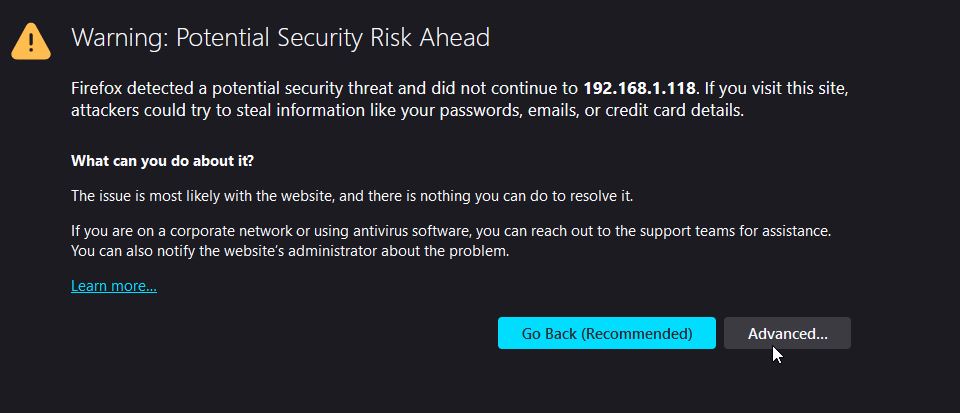 Warning: Potential Security Risk Ahead
Firefox detected a potential security threat and did not continue to 192.168.1.118. If you visit this site,
attackers could try to steal information like your passwords, emails, or credit card details.
What can you do about it?
The issue is most likely with the website, and there is nothing you can do to resolve it.
If you are on a corporate network or using antivirus software, you can reach out to the support teams for assistance.
You can also notify the website’s administrator about the problem.
Learn more…
Go Back (Recommended)
Advanced...